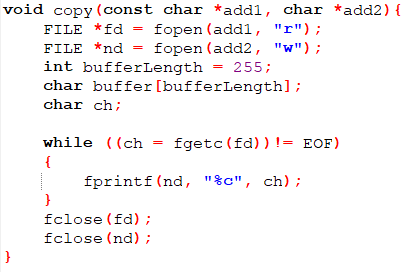 void copy(const char *add1, char *add2){
    FILE *fd = fopen(add1, "r");
    FILE *nd = fopen(add2, "w");
    int bufferLength = 255;
    char buffer[bufferLength];
    char ch;

    while ((ch = fgetc(fd))!= EOF)
    {
        fprintf(nd, "%c", ch);
    }
    fclose(fd);
    fclose(nd);
}